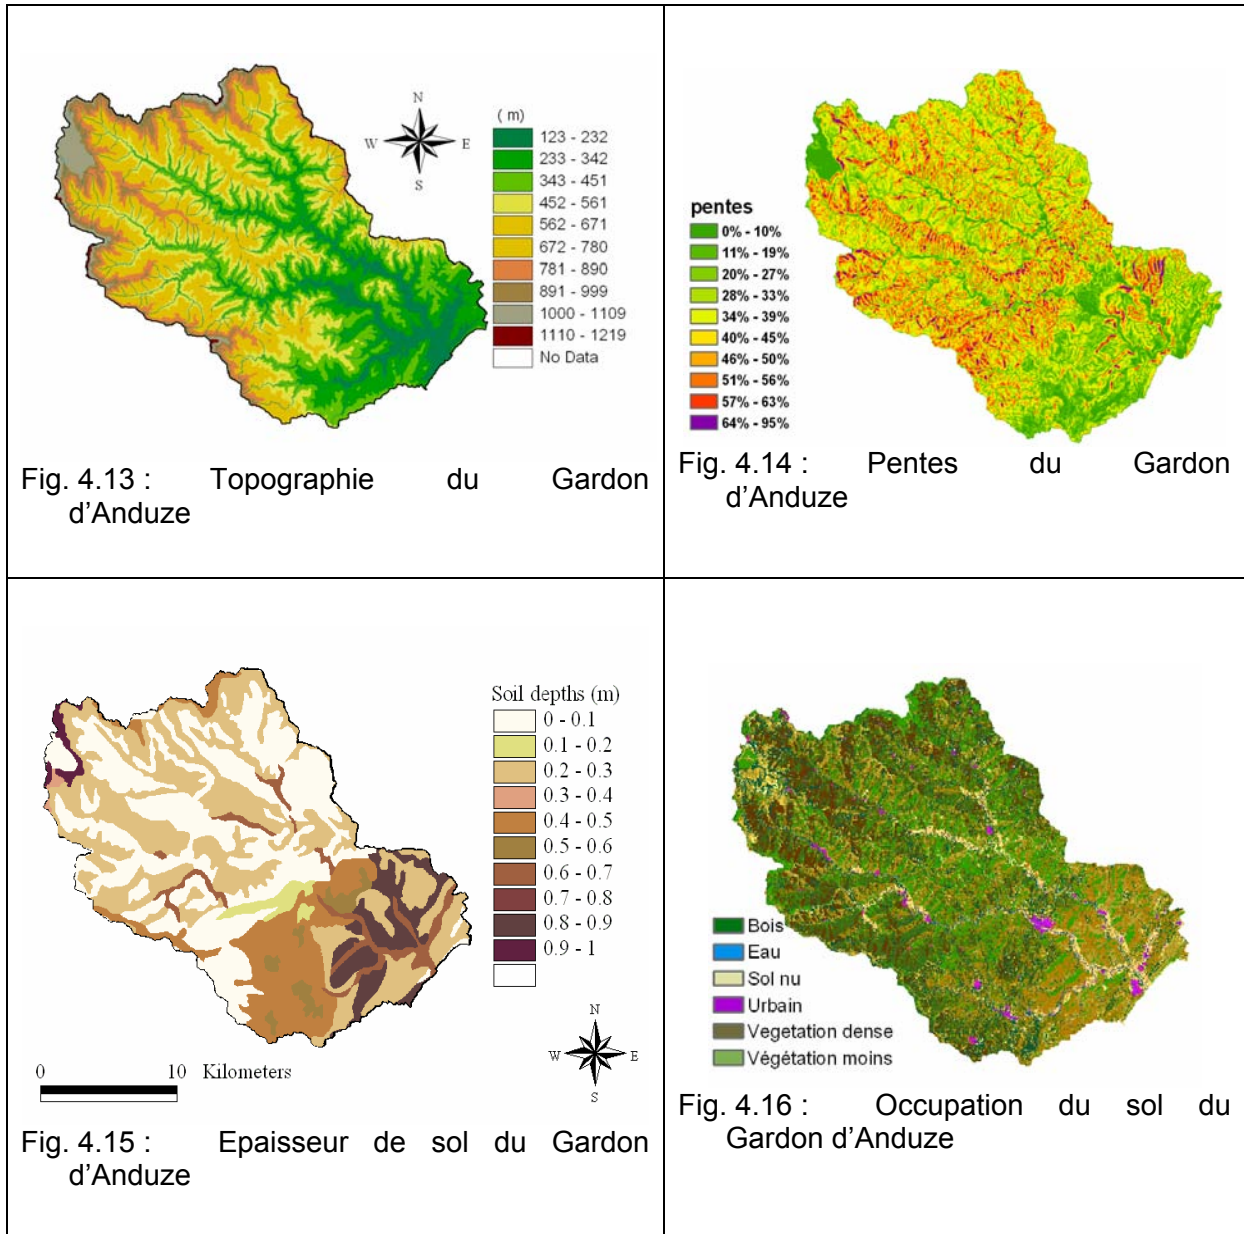 N
W E
S
( m)
123 - 232
233 - 342
343 - 451
452 - 561
562 - 671
672 - 780
781 - 890
891 - 999
1000 - 1109
1110 - 1219
No Data
Fig. 4.13 : Topographie du Gardon
d’Anduze
pentes
0% - 10%
11% - 19%
20% - 27%
28% - 33%
34% - 39%
40% - 45%
46% - 50%
51% - 56%
57% - 63%
64% - 95%
Fig. 4.14 : Pentes du Gardon
d’Anduze
Soil depths (m)
0 - 0.1
0.1 - 0.2
0.2 - 0.3
0.3 - 0.4
0.4 - 0.5
0.5 - 0.6
0.6 - 0.7
0.7 - 0.8
0.8 - 0.9
0.9 - 1
N
W E
S
0 10 Kilometers
Fig. 4.15 : Epaisseur de sol du Gardon
d’Anduze
Bois
Eau
Sol nu
Urbain
Vegetation dense
Végétation moins
Fig. 4.16 : Occupation du sol du
Gardon d’Anduze